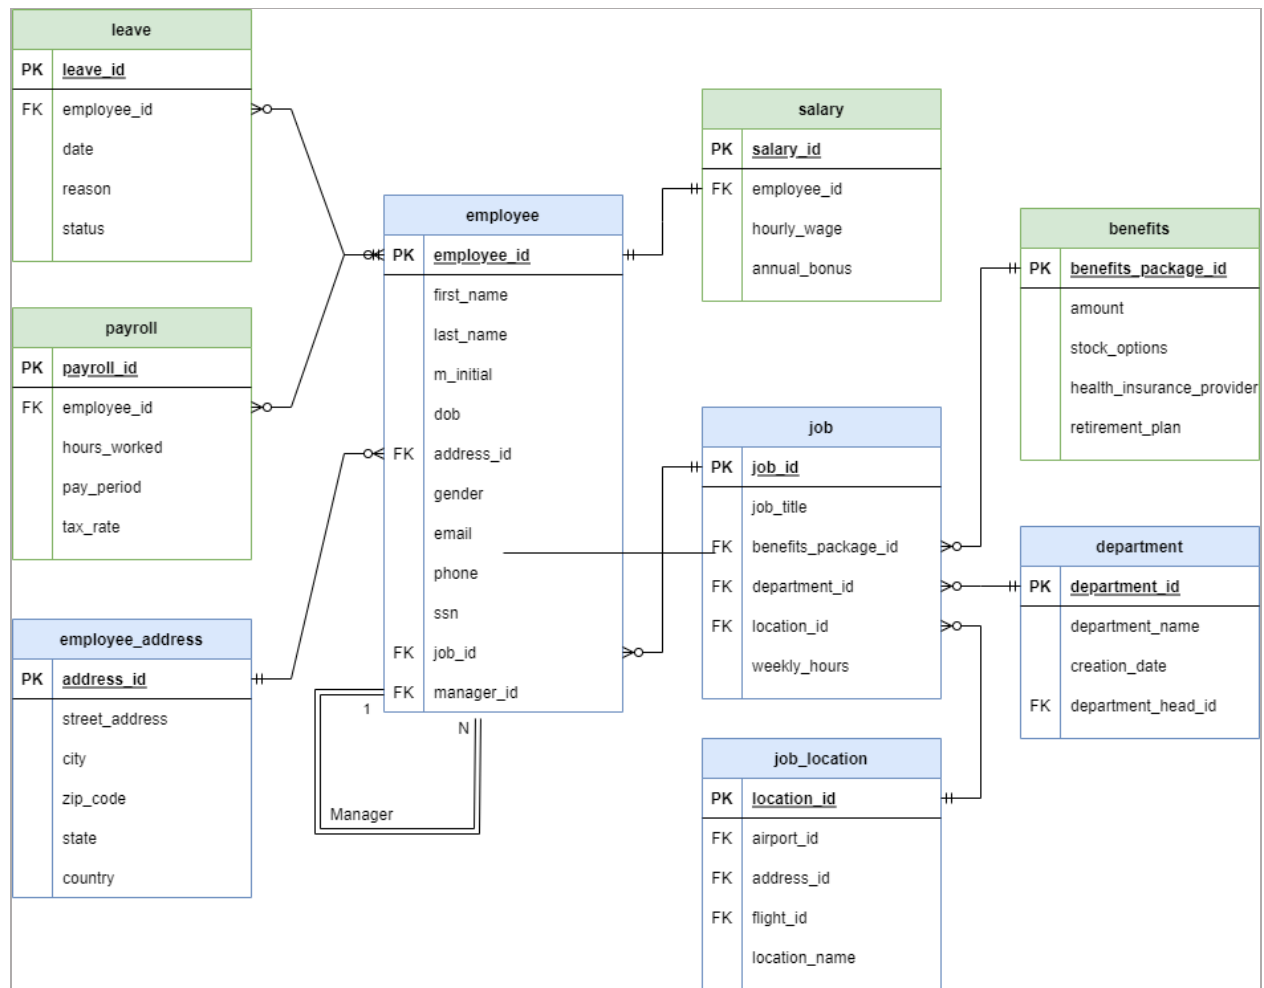 leave
PK leave_id
FK employee_id
date
reason
status
payroll
PK payroll_id
FK employee_id
hours_worked
pay_period
tax_rate
employee_address
PK address_id
street_address
city
zip_code
state
country
employee
PK employee_id
first_name
last_name
m_initial
dob
FK address_id
gender
email
phone
ssn
FK job_id
FK manager_id
1
N
Manager
salary
PK salary_id
FK employee_id
hourly_wage
annual_bonus
job
PK job_id
job_title
FK benefits_package_id
FK department_id
FK location_id
weekly_hours
job_location
PK location_id
FK airport_id
FK address_id
FK flight_id
location_name
benefits
PK benefits_package_id
amount
stock_options
health_insurance_provider
retirement_plan
department
PK department_id
department_name
creation_date
FK department_head_id